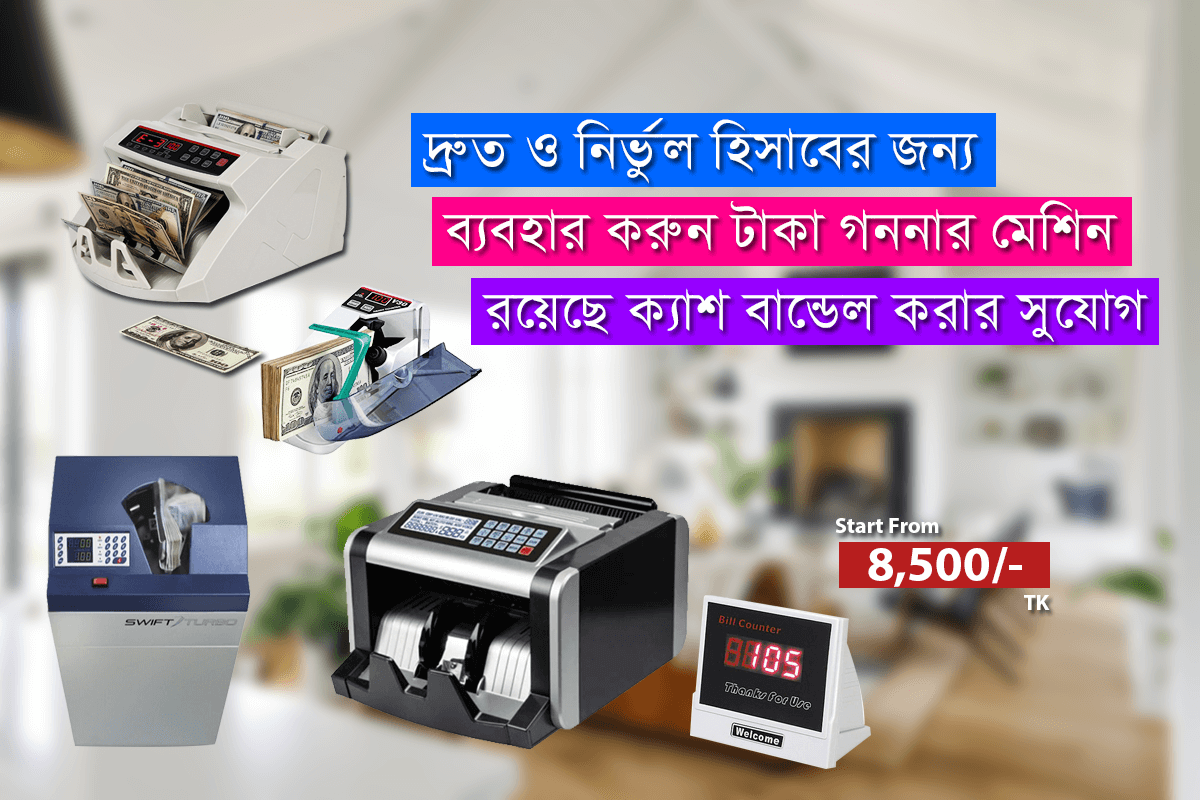 দ্রুত ও নির্ভুল হিসাবের জন্য
ব্যবহার করুন টাকা গননার মেশিন
রয়েছে ক্যাশ বান্ডেল করার সুযোগ
V30
SWIFT TURBO
Start From
8,500/-
TK
Bill Counter
105
Thanks For Use
Welcome